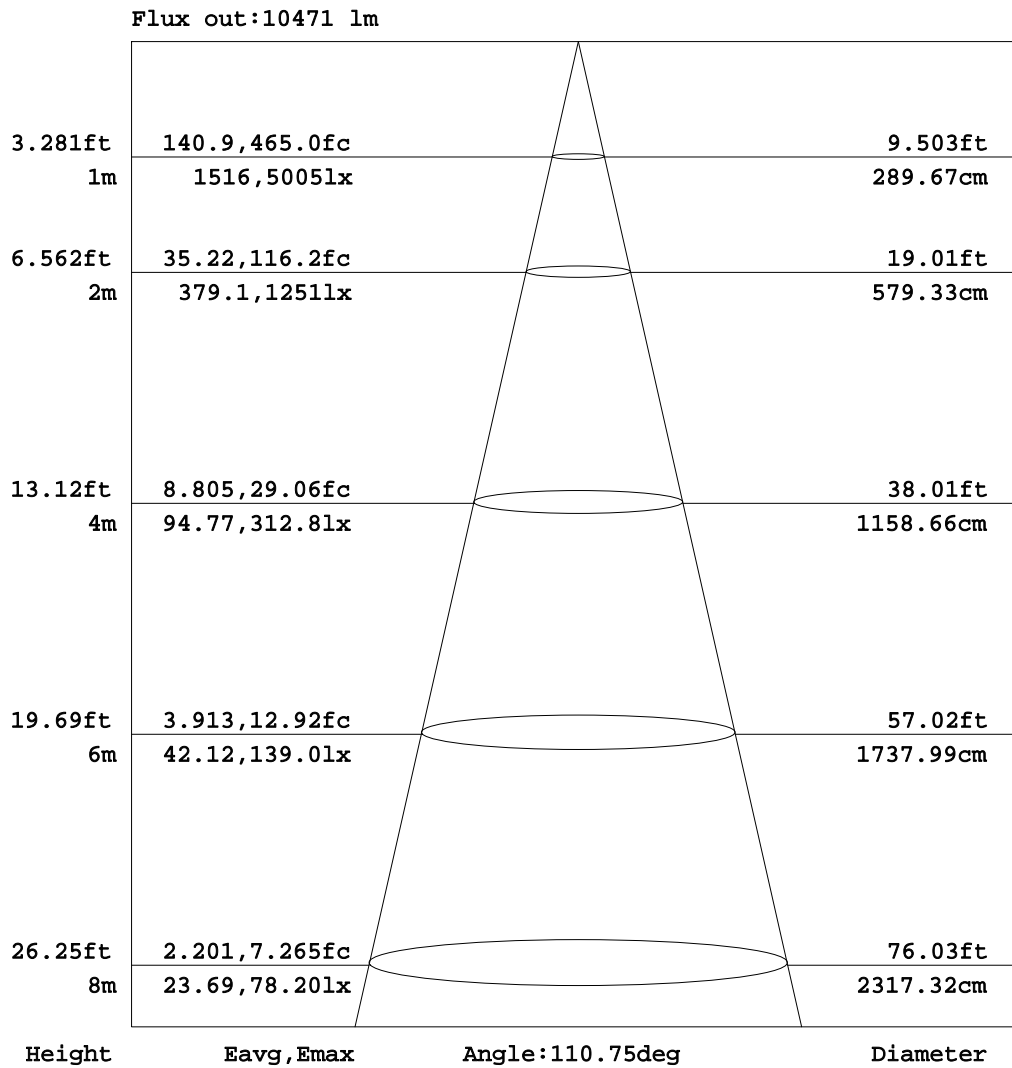 Flux out:10471 lm
3.281ft 140.9,465.0fc 9.503ft
1m 1516,5005lx 289.67cm
6.562ft 35.22,116.2fc 19.01ft
2m 379.1,1251lx 579.33cm
13.12ft 8.805,29.06fc 38.01ft
4m 94.77,312.8lx 1158.66cm
19.69ft 3.913,12.92fc 57.02ft
6m 42.12,139.0lx 1737.99cm
26.25ft 2.201,7.265fc 76.03ft
8m 23.69,78.20lx 2317.32cm
Height Eavg,Emax Angle:110.75deg Diameter